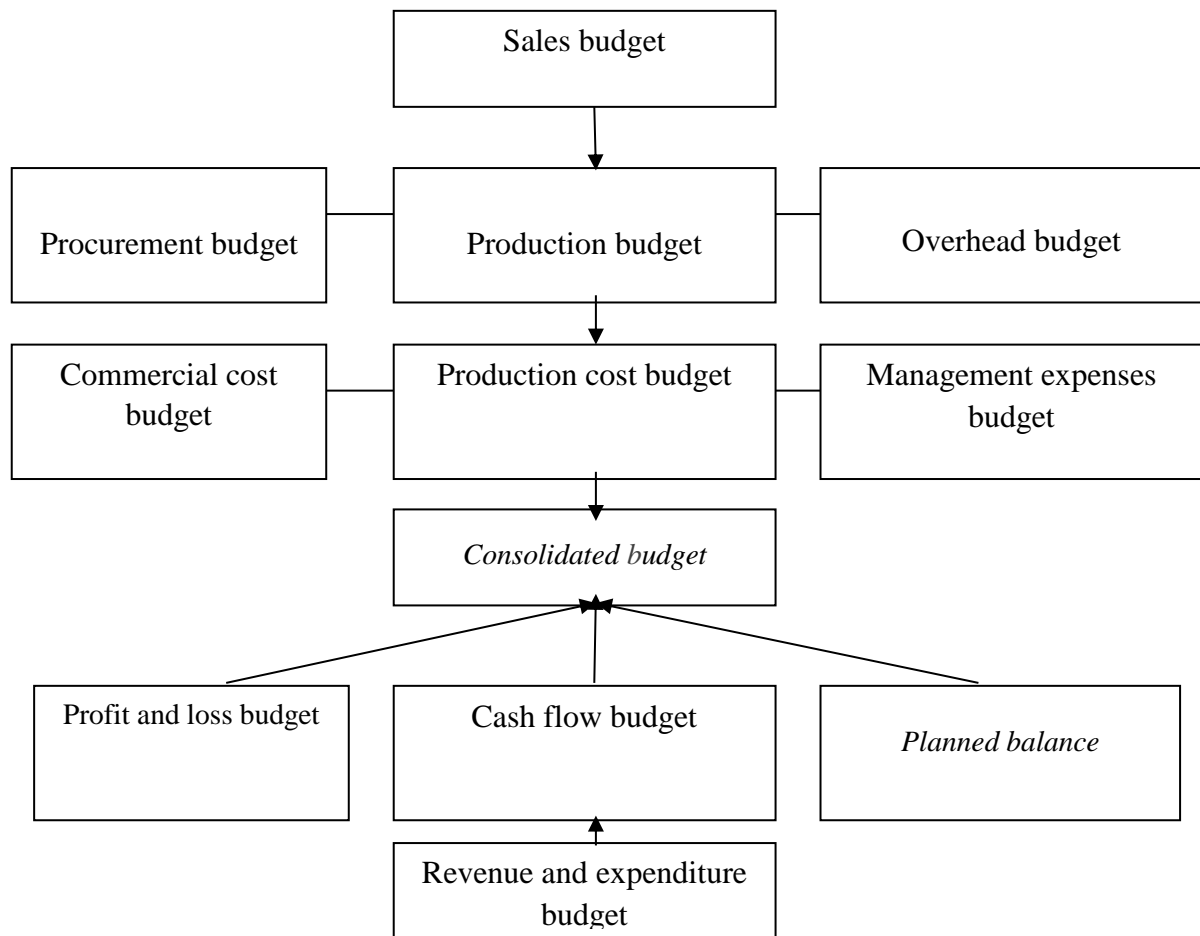 Sales budget
Procurement budget
Production budget
Overhead budget
Commercial cost
budget
Production cost budget
Management expenses
budget
Consolidated budget
Profit and loss budget
Cash flow budget
Planned balance
Revenue and expenditure
budget